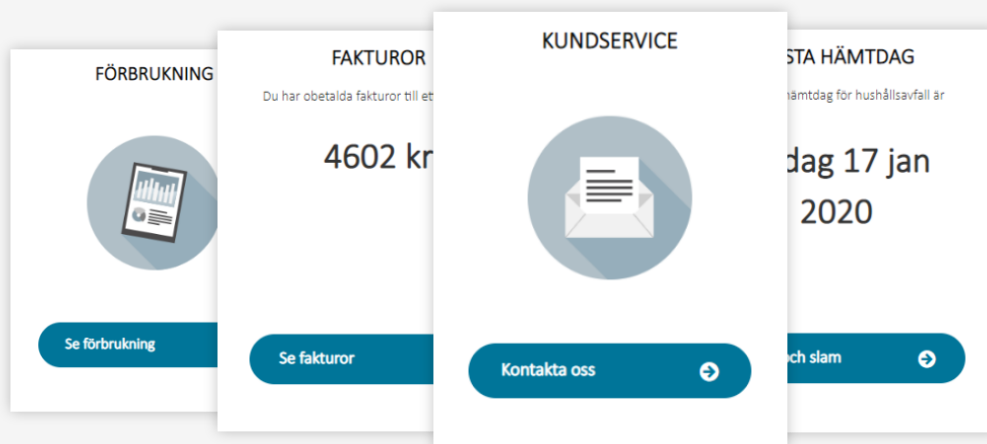 FÖRBRUKNING
Se förbrukning
FAKTUROR
Du har obetalda fakturor till ett
4602 kr
Se fakturor
KUNDSERVICE
Kontakta oss
STA HÄMTDAG
hämtdag för hushållsavfall är
dag 17 jan
2020
och slam